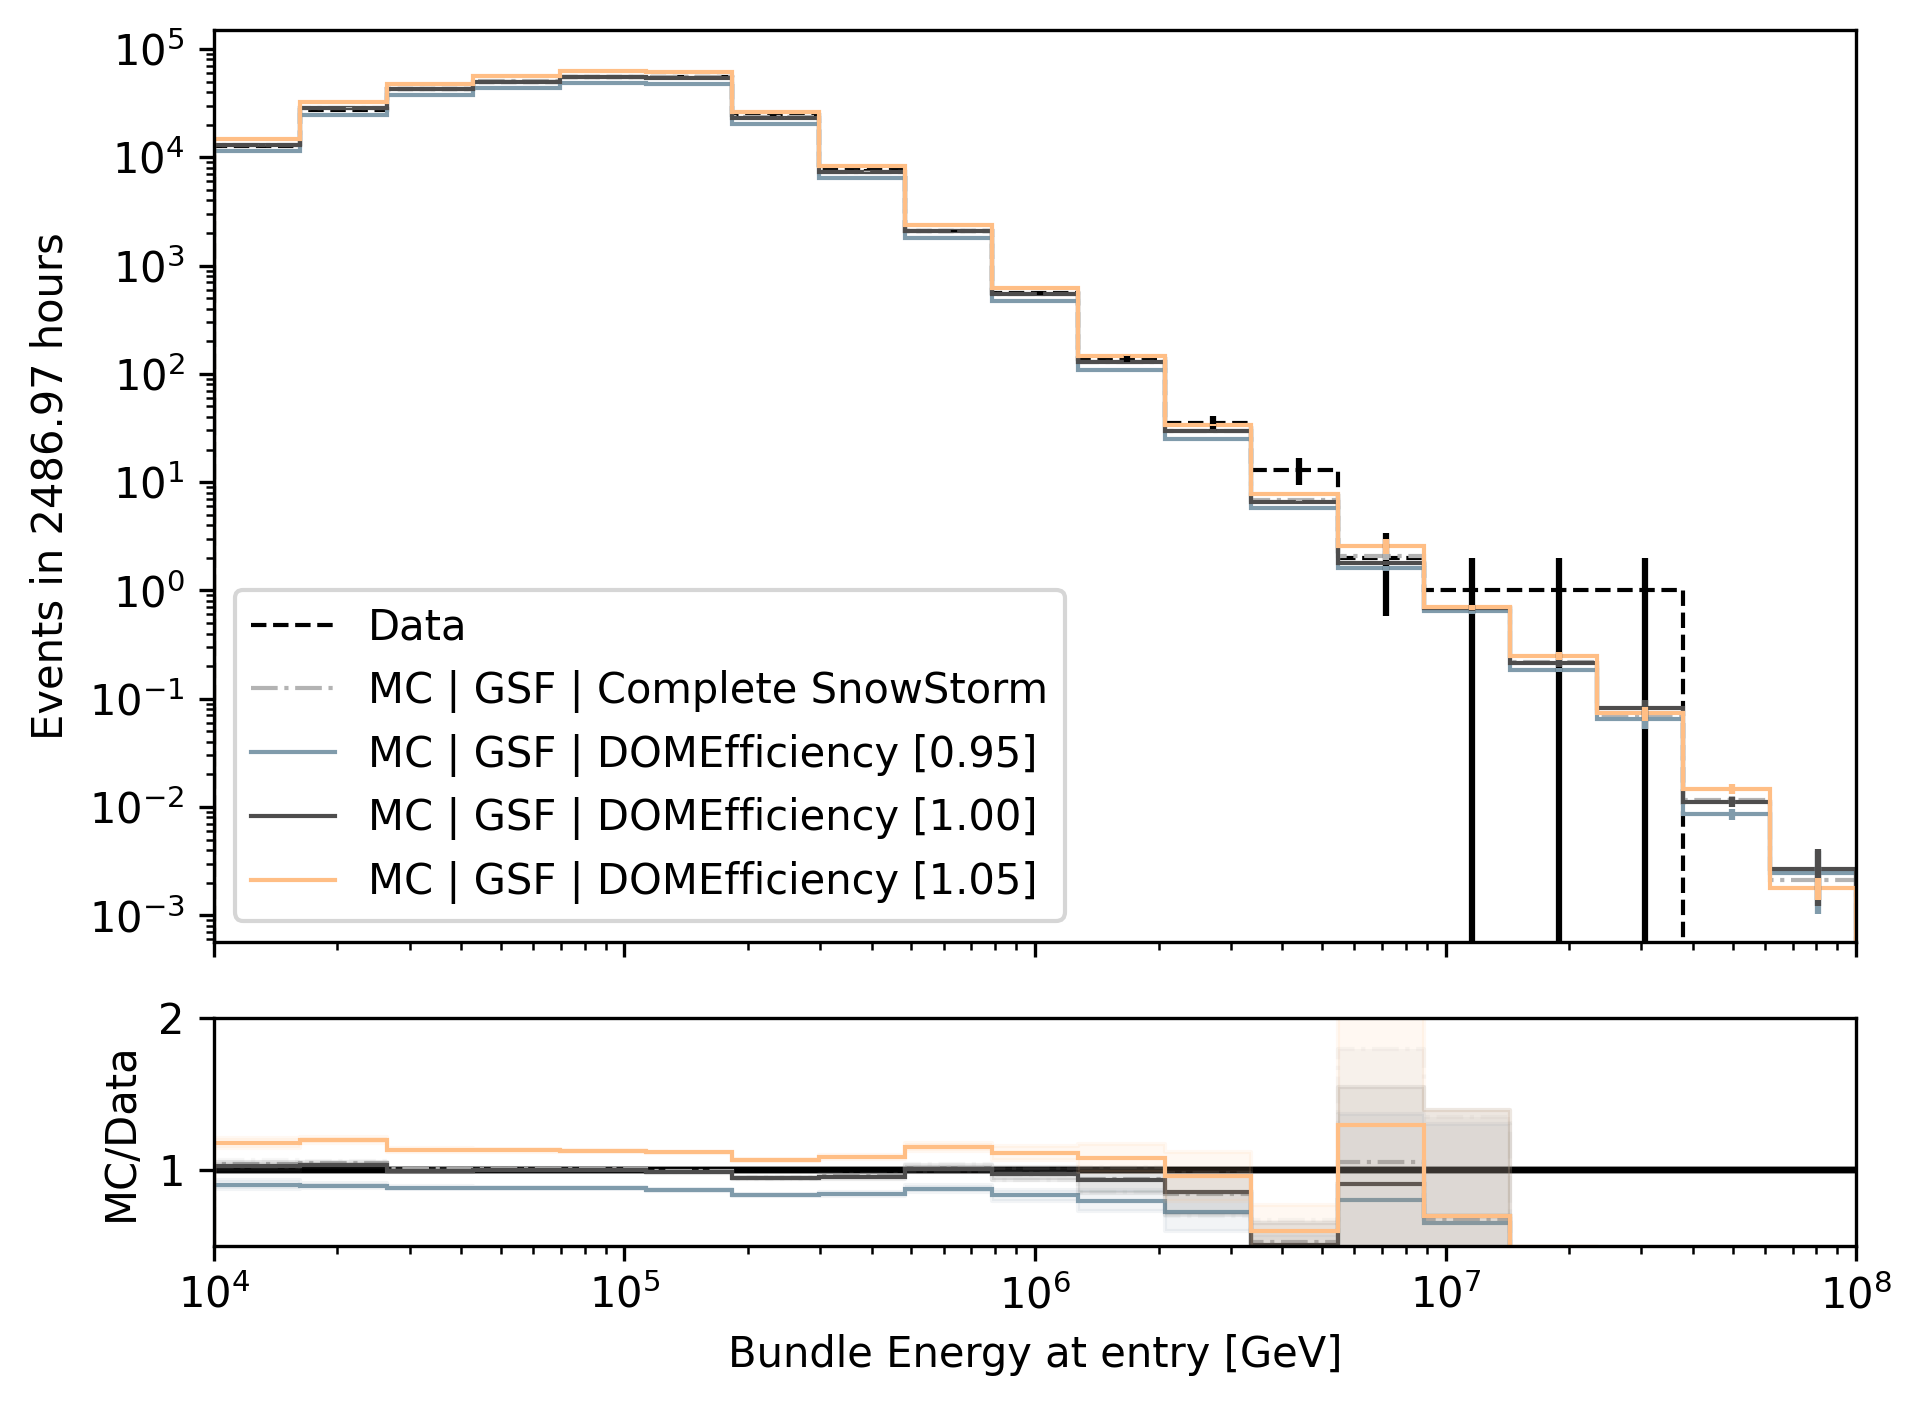 10^5
10^4
10^3
10^2
10^1
10^0
10^−1
10^−2
10^−3
Events in 2486.97 hours
Data
MC | GSF | Complete SnowStorm
MC | GSF | DOMEfficiency [0.95]
MC | GSF | DOMEfficiency [1.00]
MC | GSF | DOMEfficiency [1.05]
2
1
MC/Data
10^4 10^5 10^6 10^7 10^8
Bundle Energy at entry [GeV]